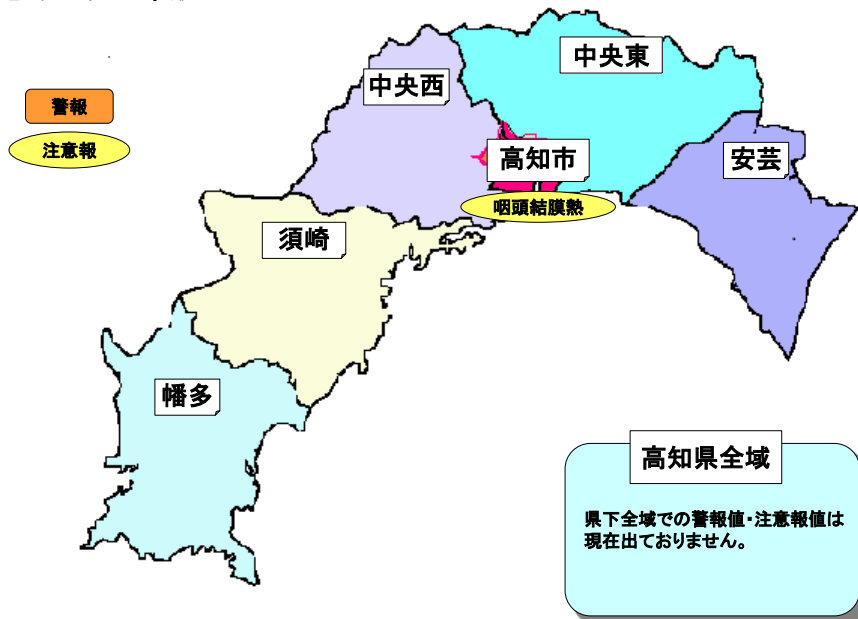 中央東
中央西
警報
注意報
高知市
安芸
咽頭結膜熱
須崎
幡多
高知県全域
県下全域での警報値・注意報値は
現在出ておりません。